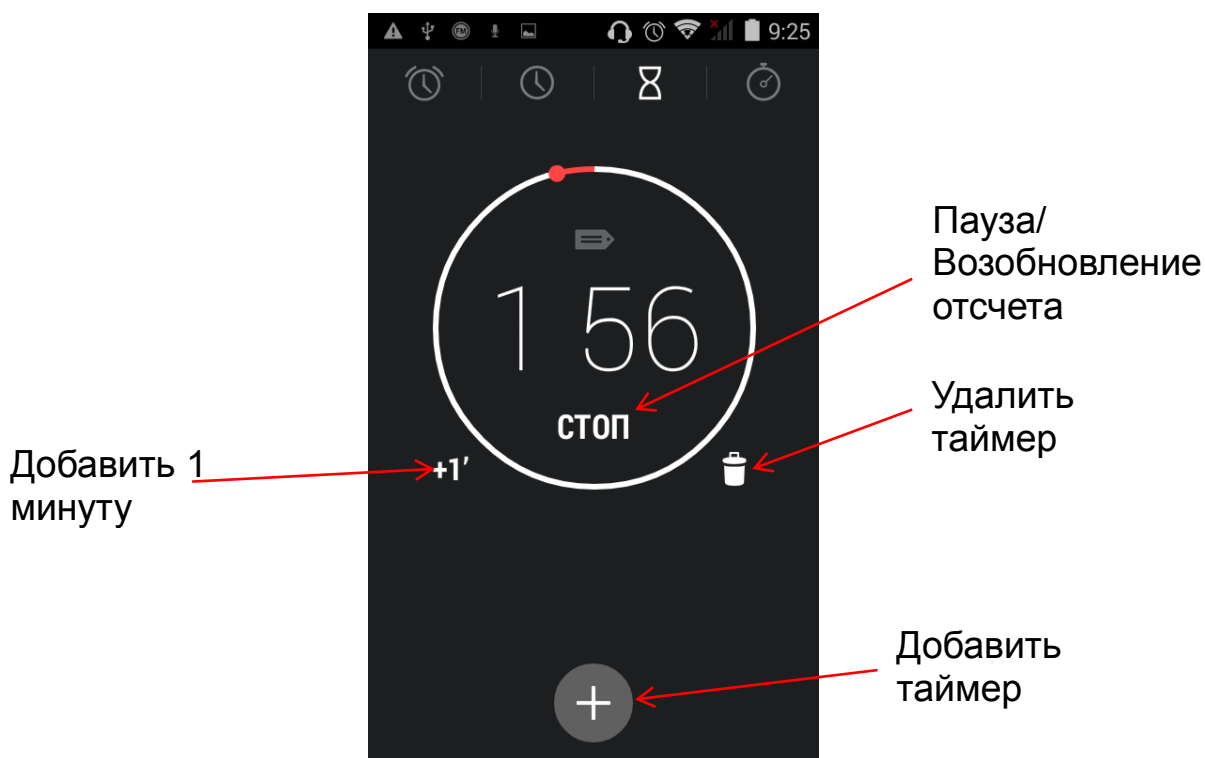 9:25
Пауза/
Возобновление
отсчета
1 56
СТОП
Удалить
таймер
Добавить 1
минуту
+1′
Добавить
таймер